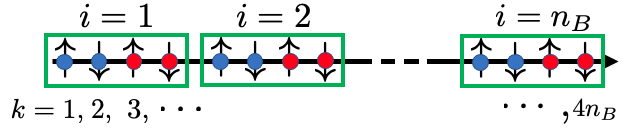 i = 1 i = 2 i = n_B
k = 1, 2, 3, · · · · · · , 4n_B